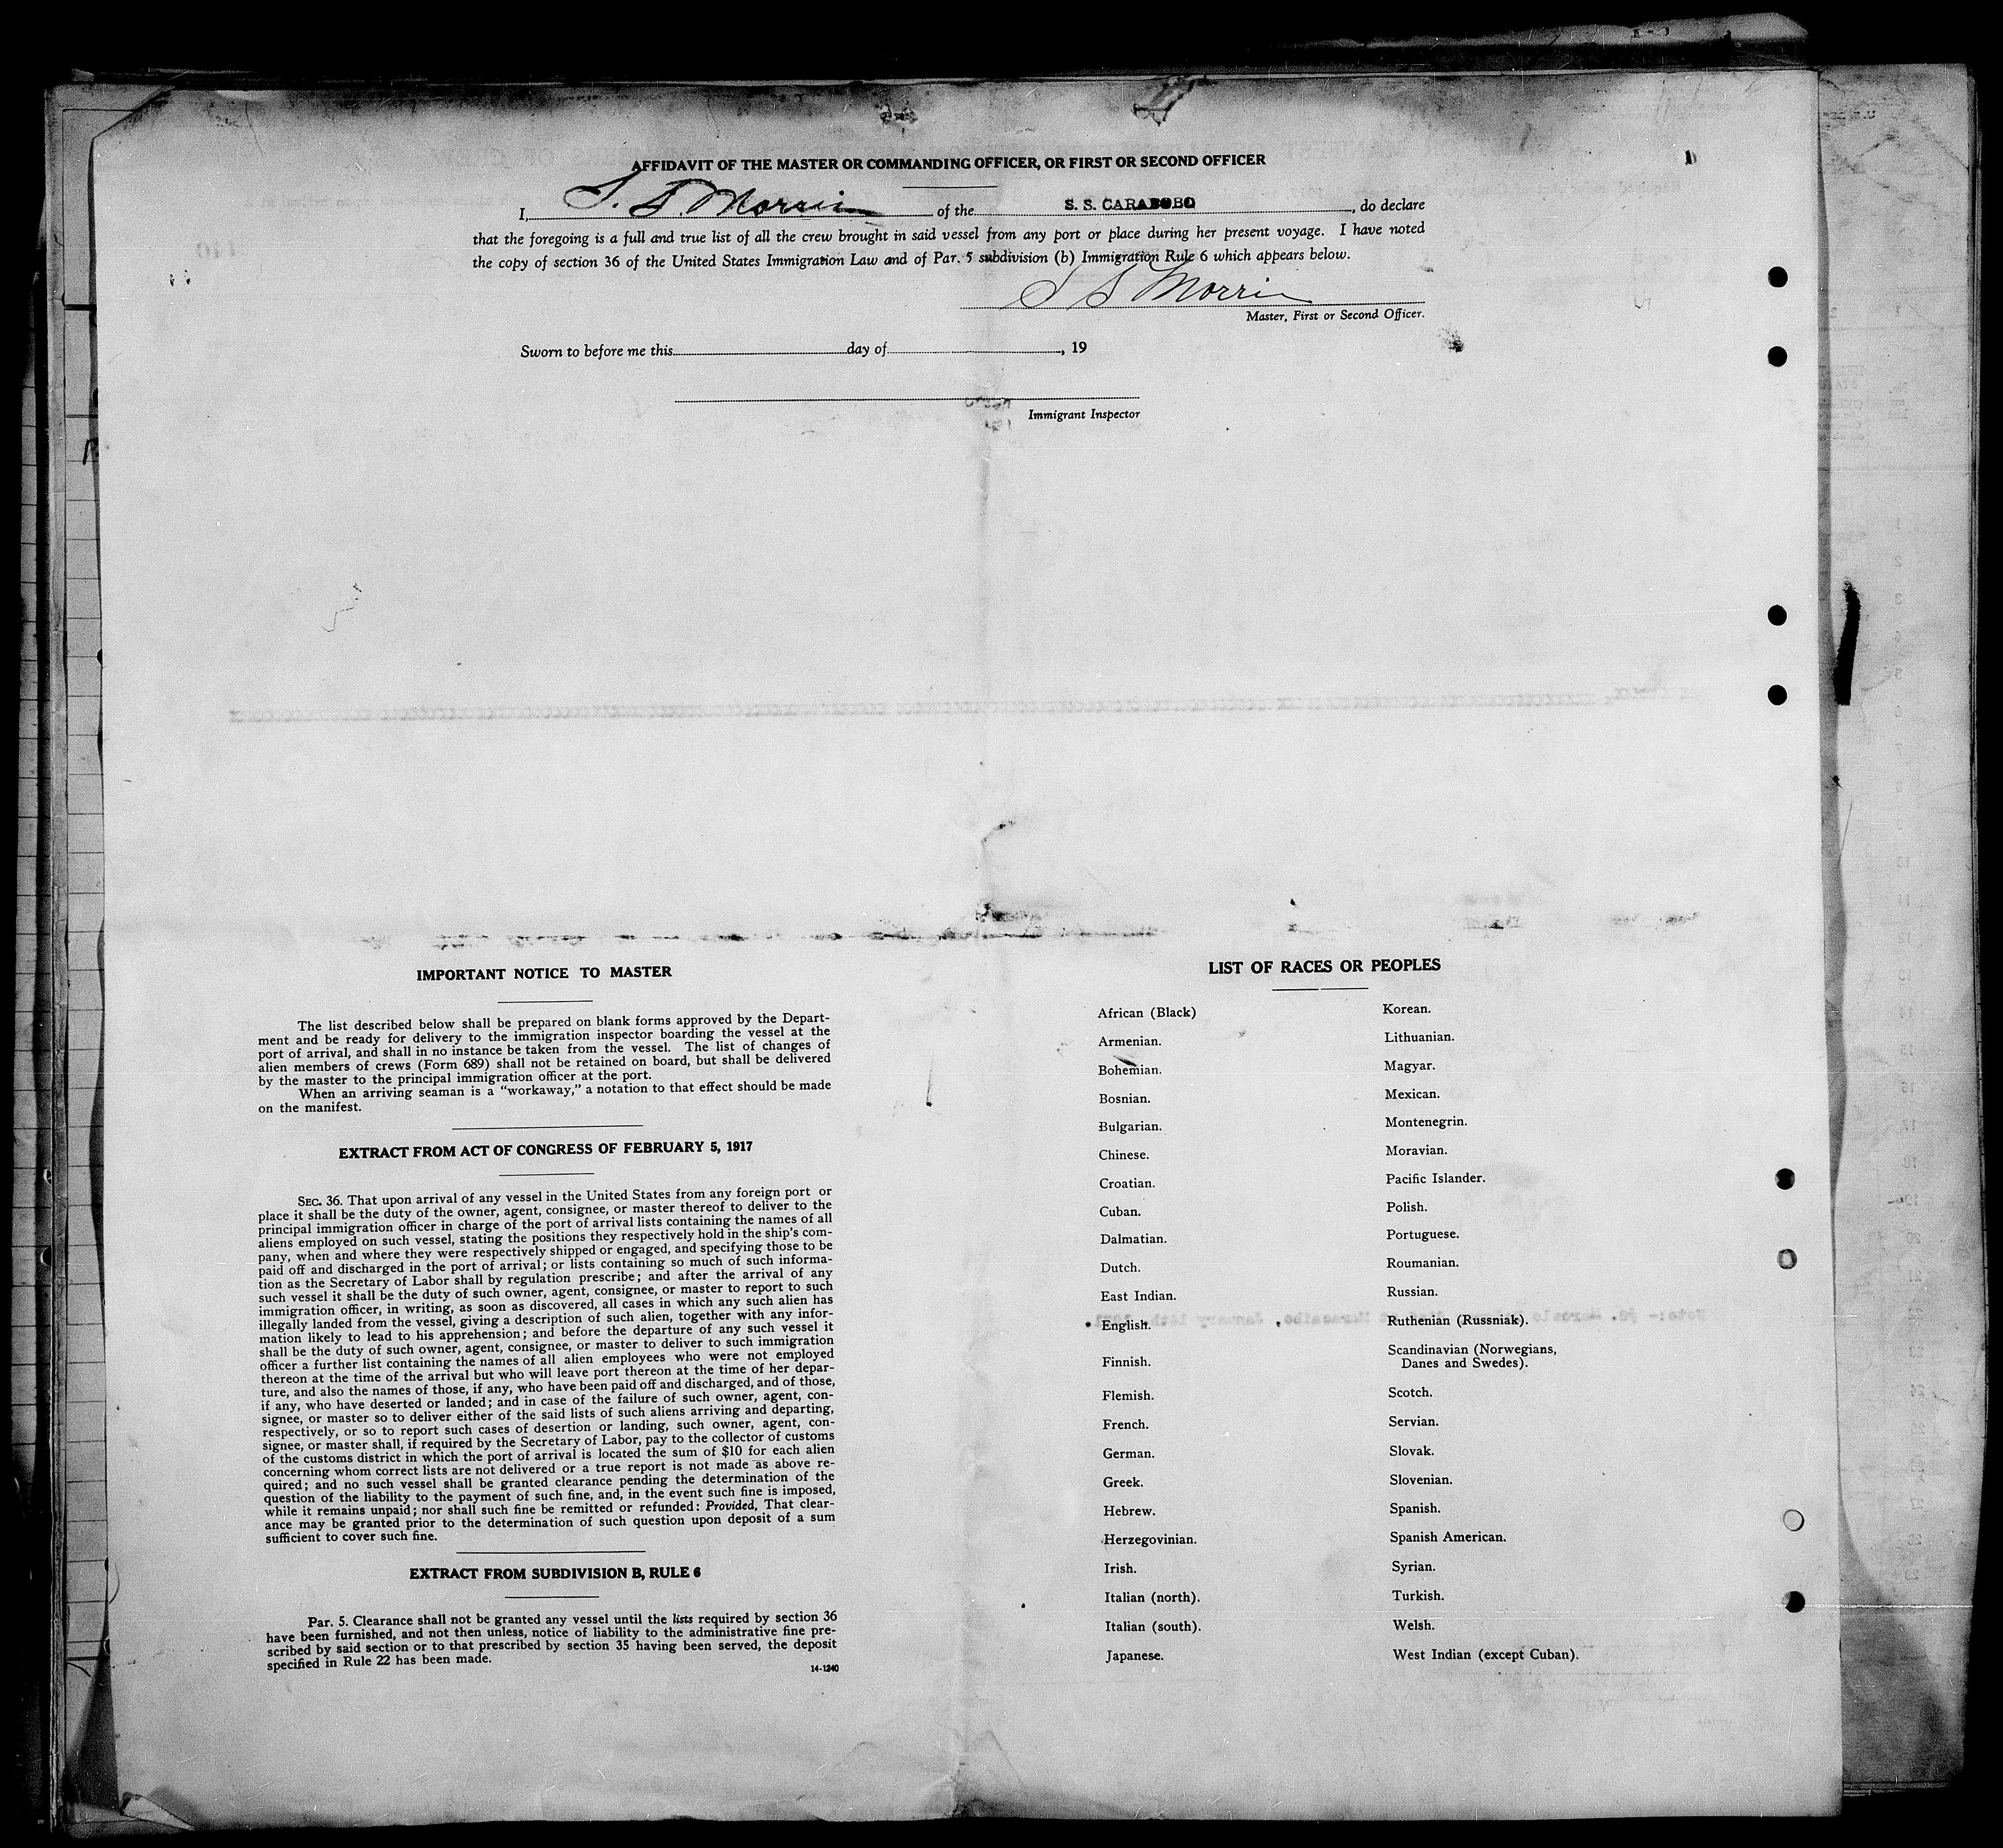 AFFIDAVIT OF THE MASTER OR COMMANDING OFFICER, OR FIRST OR SECOND OFFICER
I, S. S. Morris of the S. S. CARABOBO, do declare
that the foregoing is a full and true list of all the crew brought in said vessel from any port or place during her present voyage. I have noted
the copy of section 36 of the United States Immigration Law and of Par. 5 subdivision (b) Immigration Rule 6 which appears below.
S S Morris
Master, First or Second Officer.
Sworn to before me this day of , 19
Immigrant Inspector
IMPORTANT NOTICE TO MASTER
The list described below shall be prepared on blank forms approved by the Depart-
ment and be ready for delivery to the immigration inspector boarding the vessel at the
port of arrival, and shall in no instance be taken from the vessel. The list of changes of
alien members of crews (Form 689) shall not be retained on board, but shall be delivered
by the master to the principal immigration officer at the port.
When an arriving seaman is a “workaway,” a notation to that effect should be made
on the manifest.
EXTRACT FROM ACT OF CONGRESS OF FEBRUARY 5, 1917
SEC. 36. That upon arrival of any vessel in the United States from any foreign port or
place it shall be the duty of the owner, agent, consignee, or master thereof to deliver to the
principal immigration officer in charge of the port of arrival lists containing the names of all
aliens employed on such vessel, stating the positions they respectively hold in the ship's com-
pany, when and where they were respectively shipped or engaged, and specifying those to be
paid off and discharged in the port of arrival; or lists containing so much of such informa-
tion as the Secretary of Labor shall by regulation prescribe; and after the arrival of any
such vessel it shall be the duty of such owner, agent, consignee, or master to report to such
immigration officer, in writing, as soon as discovered, all cases in which any such alien has
illegally landed from the vessel, giving a description of such alien, together with any infor-
mation likely to lead to his apprehension; and before the departure of any such vessel it
shall be the duty of such owner, agent, consignee, or master to deliver to such immigration
officer a further list containing the names of all alien employees who were not employed
thereon at the time of the arrival but who will leave port thereon at the time of her depar-
ture, and also the names of those, if any, who have been paid off and discharged, and of those,
if any, who have deserted or landed; and in case of the failure of such owner, agent, con-
signee, or master so to deliver either of the said lists of such aliens arriving and departing,
respectively, or so to report such cases of desertion or landing, such owner, agent, con-
signee, or master shall, if required by the Secretary of Labor, pay to the collector of customs
of the customs district in which the port of arrival is located the sum of $10 for each alien
concerning whom correct lists are not delivered or a true report is not made as above re-
quired; and no such vessel shall be granted clearance pending the determination of the
question of the liability to the payment of such fine, and, in the event such fine is imposed,
while it remains unpaid; nor shall such fine be remitted or refunded: Provided, That clear-
ance may be granted prior to the determination of such question upon deposit of a sum
sufficient to cover such fine.
EXTRACT FROM SUBDIVISION B, RULE 6
Par. 5. Clearance shall not be granted any vessel until the lists required by section 36
have been furnished, and not then unless, notice of liability to the administrative fine pre-
scribed by said section or to that prescribed by section 35 having been served, the deposit
specified in Rule 22 has been made.
14-1240
LIST OF RACES OR PEOPLES
African (Black)
Armenian.
Bohemian.
Bosnian.
Bulgarian.
Chinese.
Croatian.
Cuban.
Dalmatian.
Dutch.
East Indian.
English.
Finnish.
Flemish.
French.
German.
Greek.
Hebrew.
Herzegovinian.
Irish.
Italian (north).
Italian (south).
Japanese.
Korean.
Lithuanian.
Magyar.
Mexican.
Montenegrin.
Moravian.
Pacific Islander.
Polish.
Portuguese.
Roumanian.
Russian.
Ruthenian (Russniak).
Scandinavian (Norwegians,
Danes and Swedes).
Scotch.
Servian.
Slovak.
Slovenian.
Spanish.
Spanish American.
Syrian.
Turkish.
Welsh.
West Indian (except Cuban).